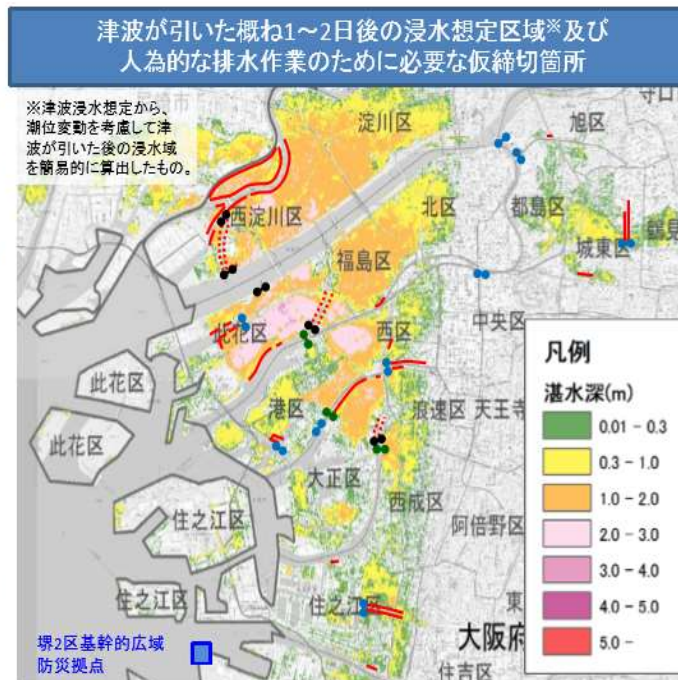 津波が引いた概ね1～2日後の浸水想定区域※及び
人為的な排水作業のために必要な仮締切箇所
※津波浸水想定から、
潮位変動を考慮して津
波が引いた後の浸水域
を簡易的に算出したもの。
守口
淀川区
旭区
西淀川区
北区
都島区
鶴見
城東区
福島区
此花区
西区
中央区
此花区
港区
浪速区
天王寺
此花区
大正区
西成区
住之江区
阿倍野区
住之江区
住之江区
東
大阪府
住吉区
堺2区基幹的広域
防災拠点
凡例
湛水深(m)
0.01 - 0.3
0.3 - 1.0
1.0 - 2.0
2.0 - 3.0
3.0 - 4.0
4.0 - 5.0
5.0 -